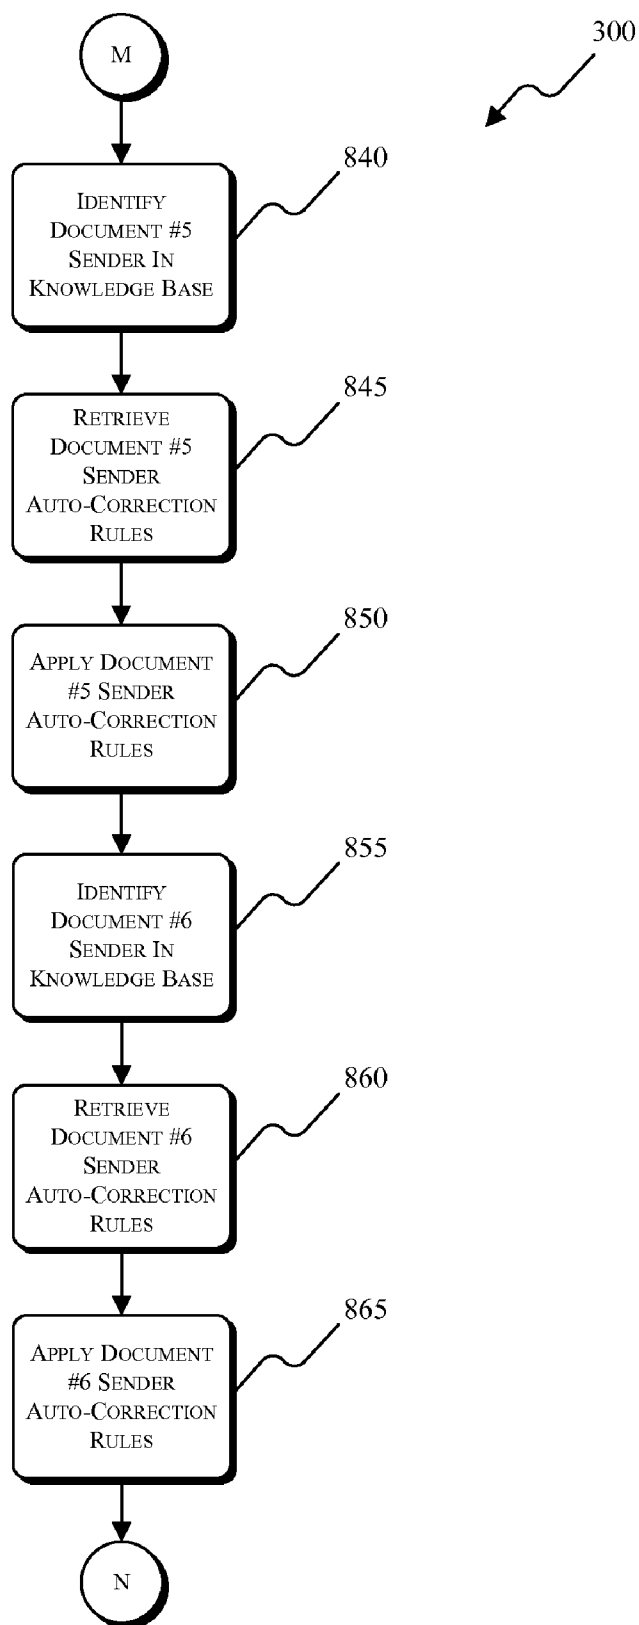 M
300
840
IDENTIFY
DOCUMENT #5
SENDER IN
KNOWLEDGE BASE
845
RETRIEVE
DOCUMENT #5
SENDER
AUTO-CORRECTION
RULES
850
APPLY DOCUMENT
#5 SENDER
AUTO-CORRECTION
RULES
855
IDENTIFY
DOCUMENT #6
SENDER IN
KNOWLEDGE BASE
860
RETRIEVE
DOCUMENT #6
SENDER
AUTO-CORRECTION
RULES
865
APPLY DOCUMENT
#6 SENDER
AUTO-CORRECTION
RULES
N